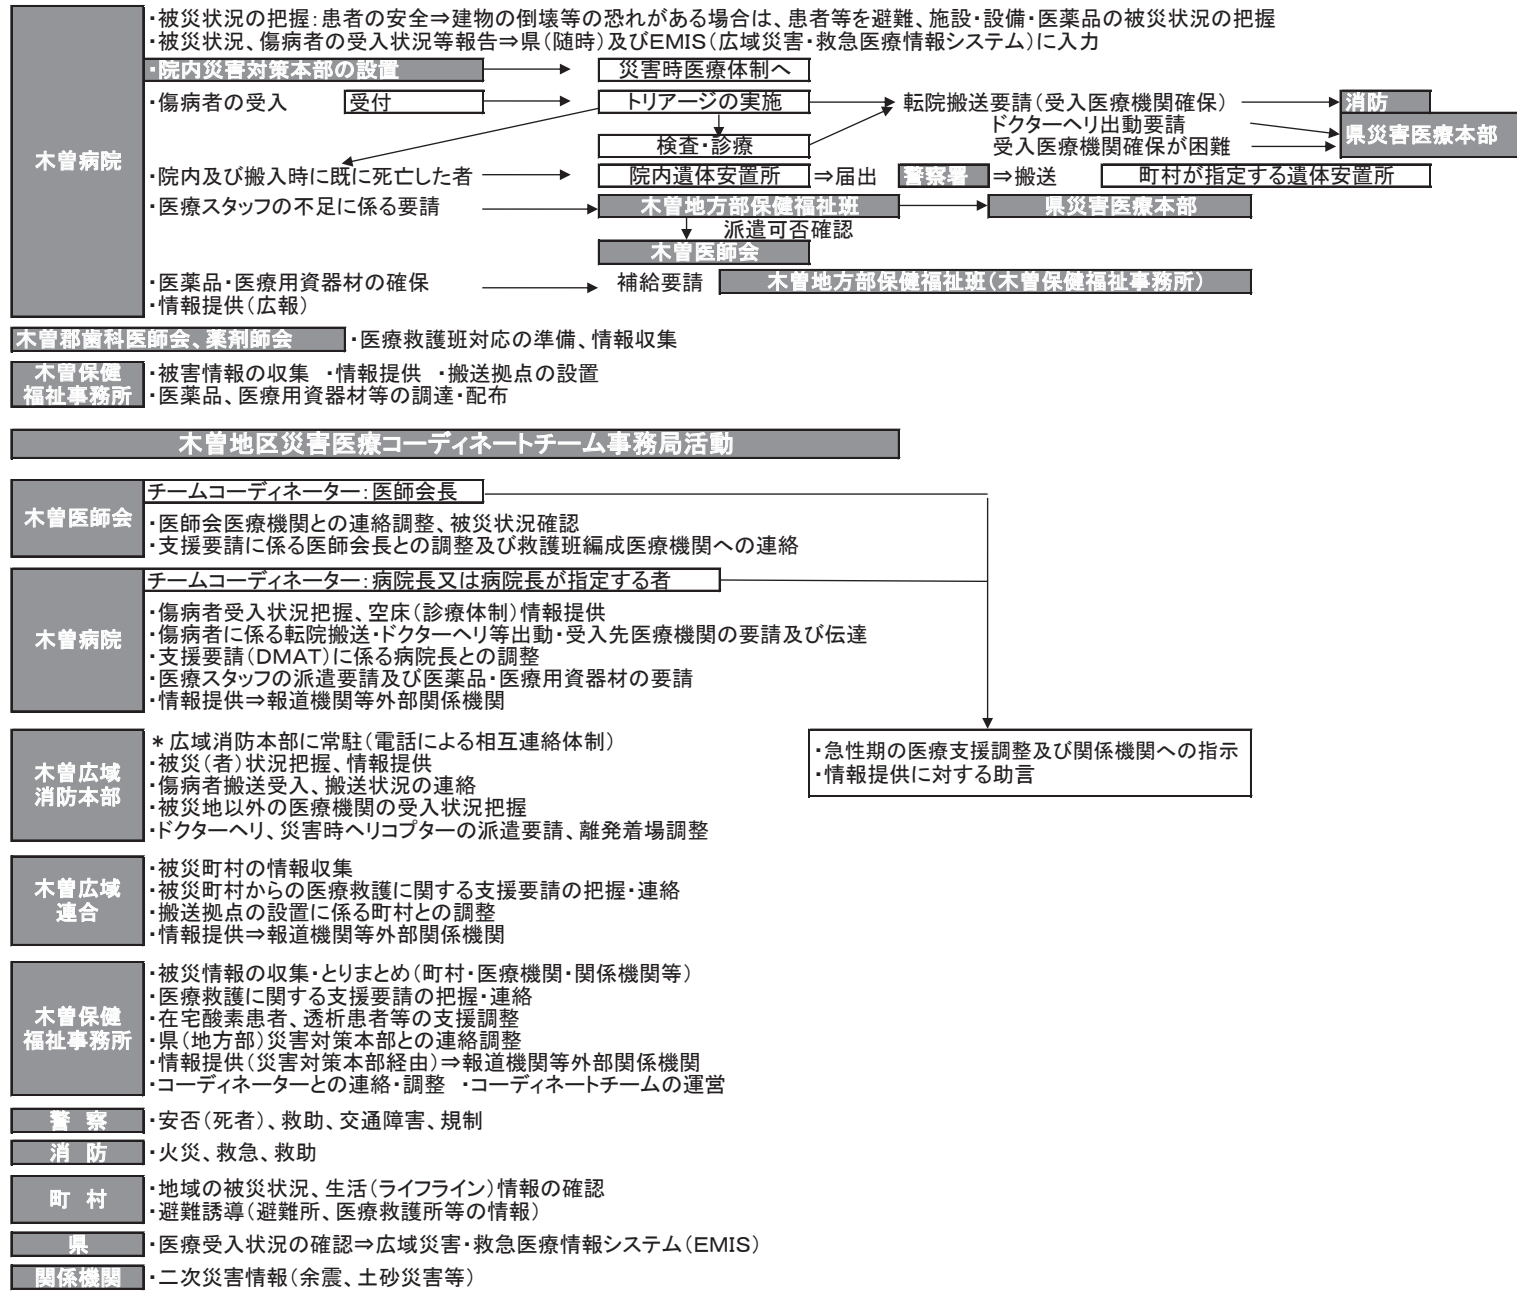 ・被災状況の把握：患者の安全⇒建物の倒壊等の恐れがある場合は、患者等を避難、施設・設備・医薬品の被災状況の把握
・被災状況、傷病者の受入状況等報告⇒県（随時）及びEMIS（広域災害・救急医療情報システム）に入力
・院内災害対策本部の設置 災害時医療体制へ
・傷病者の受入 受付 トリアージの実施 転院搬送要請（受入医療機関確保） 消防
ドクターヘリ出動要請 県災害医療本部
検査・診療 受入医療機関確保が困難
木曽病院
・院内及び搬入時に既に死亡した者 院内遺体安置所 ⇒届出 警察署 ⇒搬送 町村が指定する遺体安置所
・医療スタッフの不足に係る要請 木曽地方部保健福祉班 県災害医療本部
派遣可否確認
木曽医師会
・医薬品・医療用資器材の確保 補給要請 木曽地方部保健福祉班（木曽保健福祉事務所）
・情報提供（広報）
木曽郡歯科医師会、薬剤師会 ・医療救護班対応の準備、情報収集
木曽保健
福祉事務所
・被害情報の収集 ・情報提供 ・搬送拠点の設置
・医薬品、医療用資器材等の調達・配布
木曽地区災害医療コーディネートチーム事務局活動
木曽医師会
チームコーディネーター：医師会長
・医師会医療機関との連絡調整、被災状況確認
・支援要請に係る医師会長との調整及び救護班編成医療機関への連絡
木曽病院
チームコーディネーター：病院長又は病院長が指定する者
・傷病者受入状況把握、空床（診療体制）情報提供
・傷病者に係る転院搬送・ドクターヘリ等出動・受入先医療機関の要請及び伝達
・支援要請（DMAT）に係る病院長との調整
・医療スタッフの派遣要請及び医薬品・医療用資器材の要請
・情報提供⇒報道機関等外部関係機関
木曽広域
消防本部
＊広域消防本部に常駐（電話による相互連絡体制）
・被災（者）状況把握、情報提供
・傷病者搬送受入、搬送状況の連絡
・被災地以外の医療機関の受入状況把握
・ドクターヘリ、災害時ヘリコプターの派遣要請、離発着場調整
・急性期の医療支援調整及び関係機関への指示
・情報提供に対する助言
木曽広域
連合
・被災町村の情報収集
・被災町村からの医療救護に関する支援要請の把握・連絡
・搬送拠点の設置に係る町村との調整
・情報提供⇒報道機関等外部関係機関
木曽保健
福祉事務所
・被災情報の収集・とりまとめ（町村・医療機関・関係機関等）
・医療救護に関する支援要請の把握・連絡
・在宅酸素患者、透析患者等の支援調整
・県（地方部）災害対策本部との連絡調整
・情報提供（災害対策本部経由）⇒報道機関等外部関係機関
・コーディネーターとの連絡・調整 ・コーディネートチームの運営
警 察 ・安否（死者）、救助、交通障害、規制
消 防 ・火災、救急、救助
町 村
・地域の被災状況、生活（ライフライン）情報の確認
・避難誘導（避難所、医療救護所等の情報）
県 ・医療受入状況の確認⇒広域災害・救急医療情報システム（EMIS）
関係機関 ・二次災害情報（余震、土砂災害等）